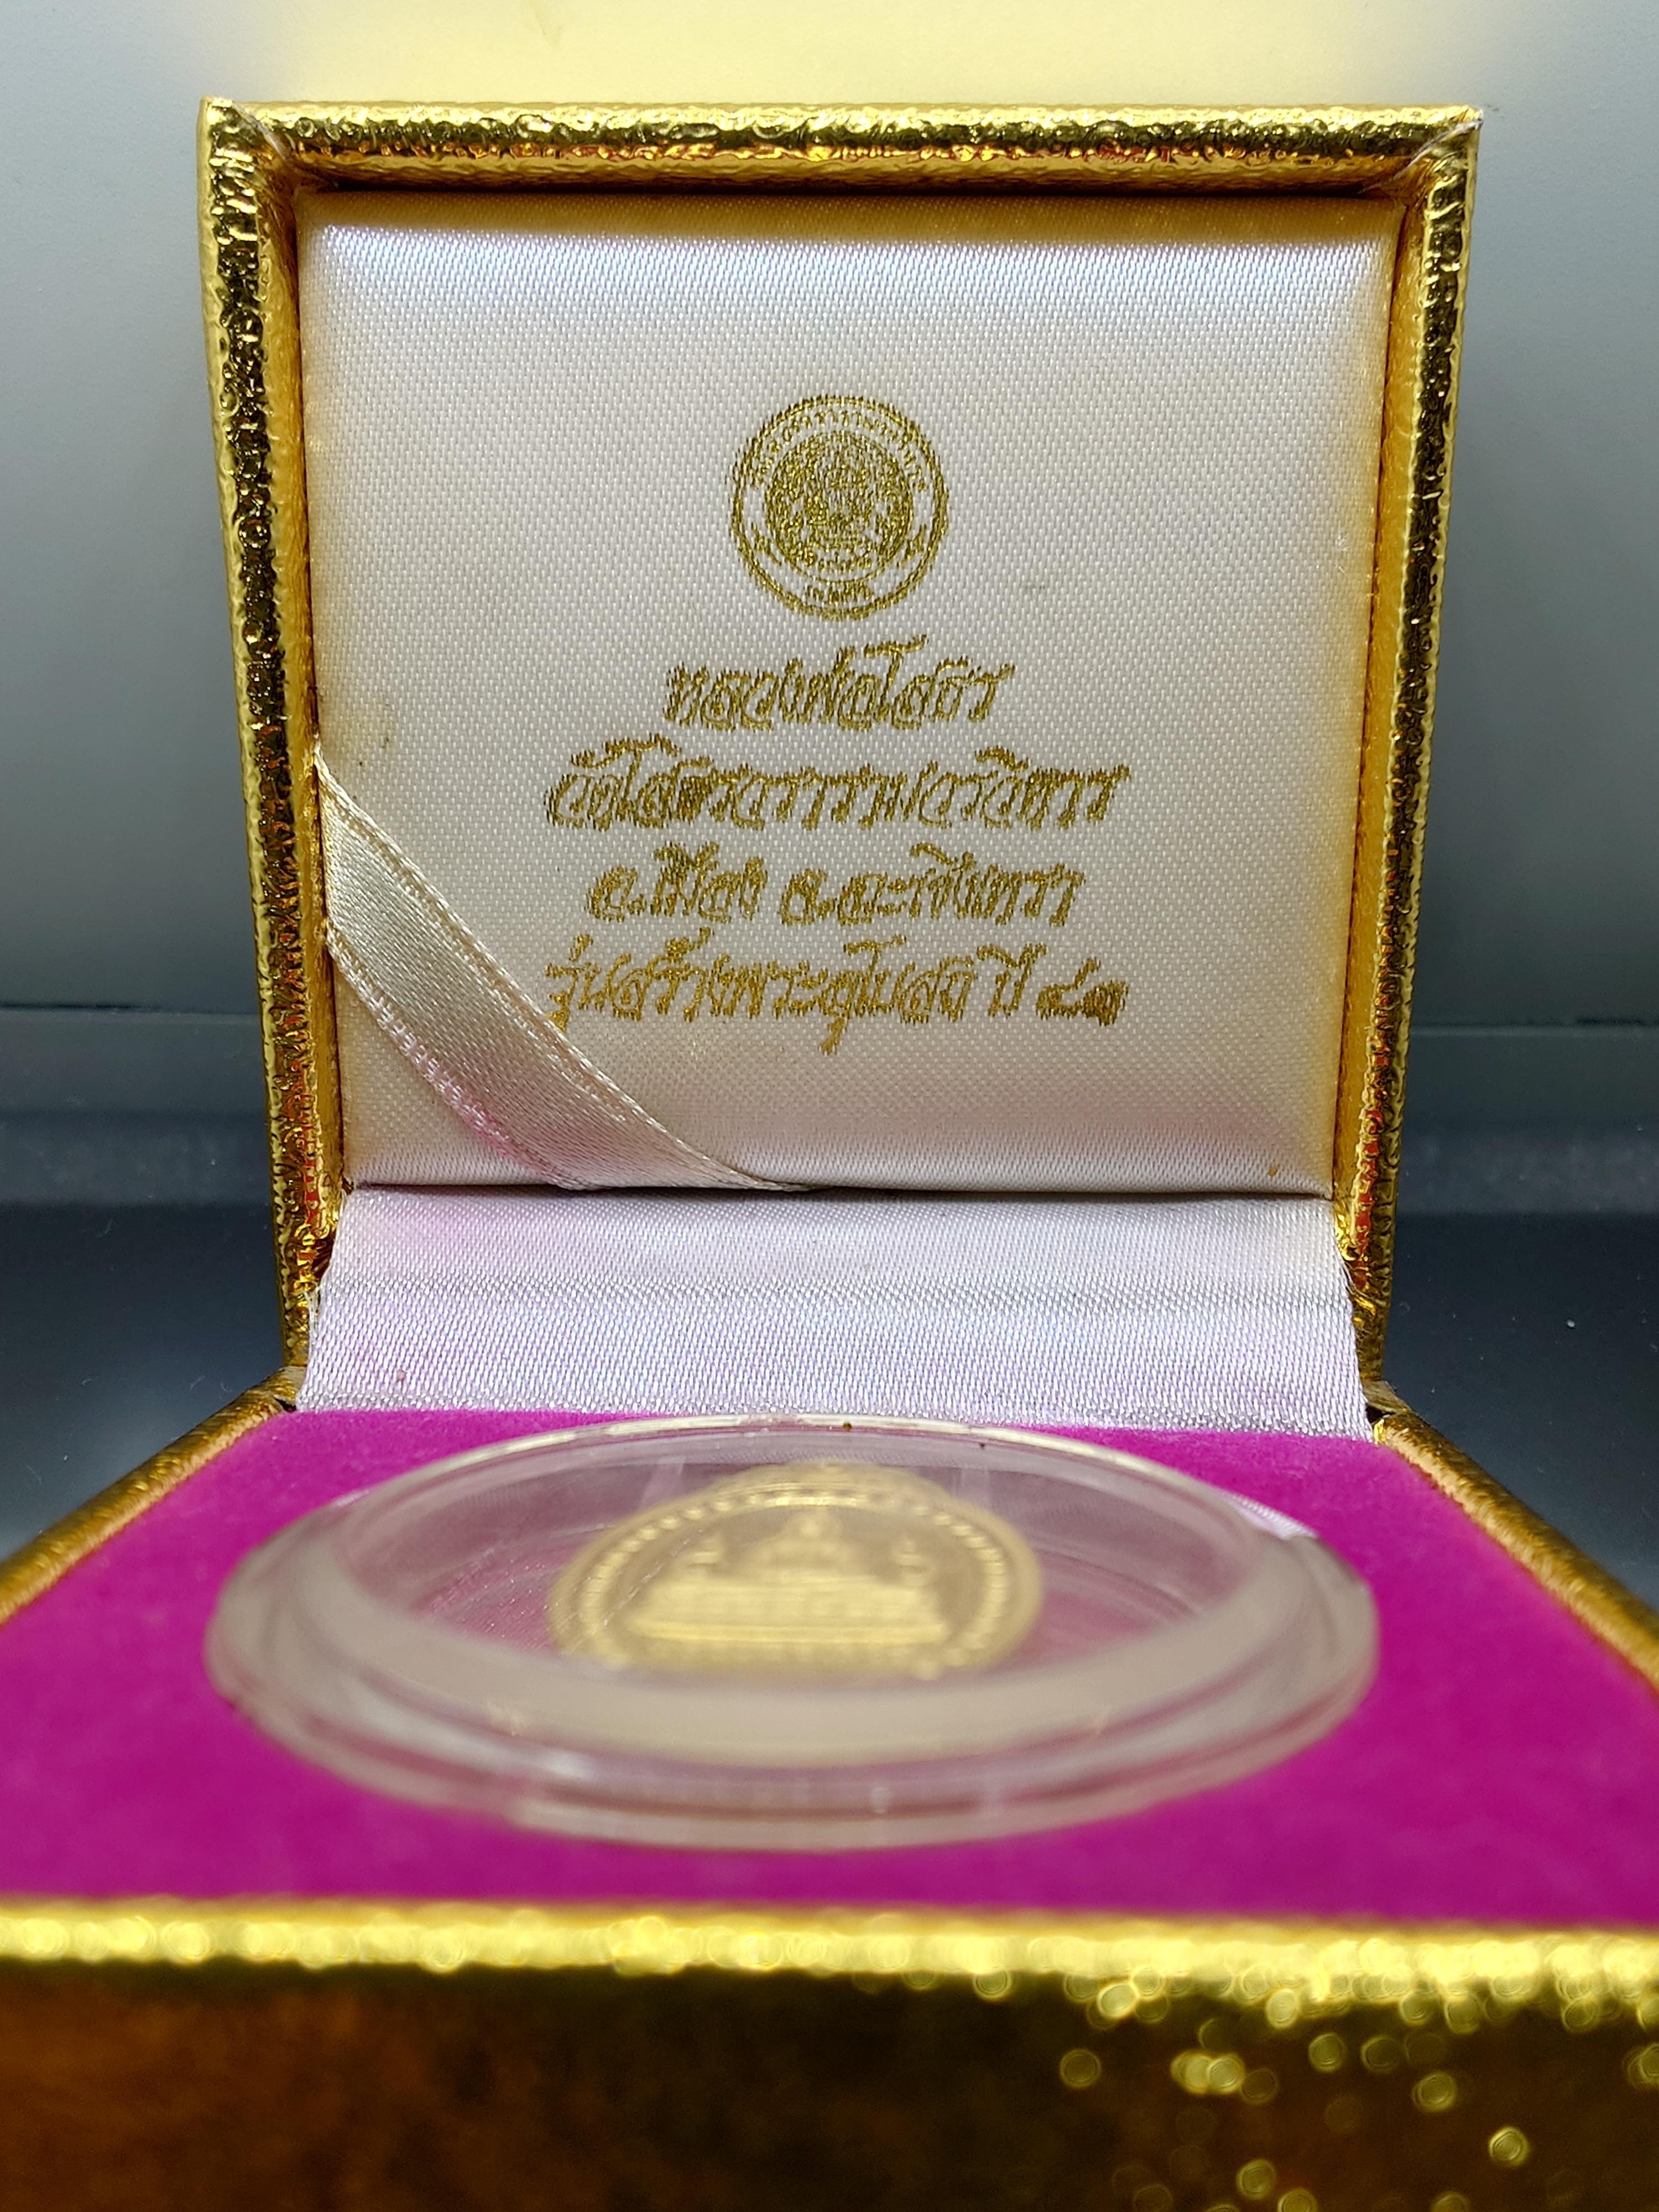 หลวงพ่อโสธร
วัดโสธรวรารามวรวิหาร
อ.เมือง จ.ฉะเชิงเทรา
รุ่นสร้างพระอุโบสถ ปี ๔๑